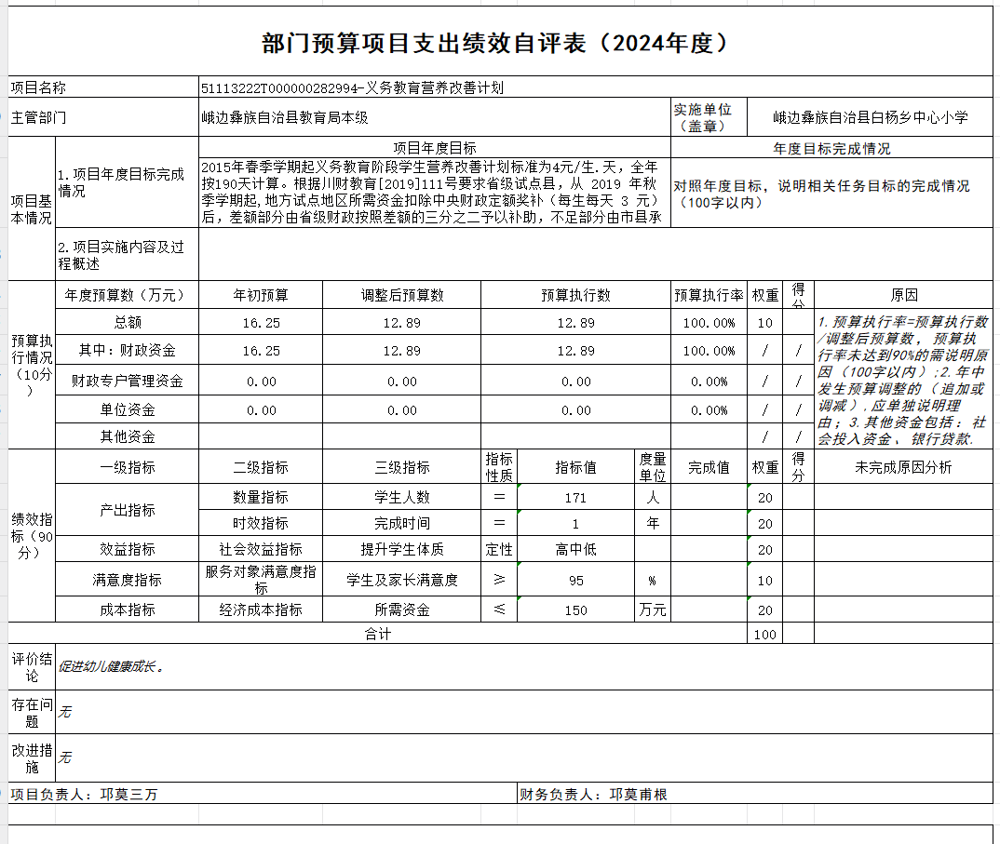 部门预算项目支出绩效自评表（2024年度）
项目名称 51113222T000000282994-义务教育营养改善计划
主管部门 峨边彝族自治县教育局本级 实施单位（盖章） 峨边彝族自治县白杨乡中心小学
项目基本情况
1.项目年度目标完成情况
项目年度目标 年度目标完成情况
2015年春季学期起义务教育阶段学生营养改善计划标准为4元/生.天，全年
按190天计算。根据川财教育[2019]111号要求省级试点县，从 2019 年秋
季学期起,地方试点地区所需资金扣除中央财政定额奖补（每生每天 3 元）
后，差额部分由省级财政按照差额的三分之二予以补助，不足部分由市县承
对照年度目标，说明相关任务目标的完成情况
（100字以内）
2.项目实施内容及过程概述
预算执行情况（10分）
年度预算数（万元） 年初预算 调整后预算数 预算执行数 预算执行率 权重 得分 原因
总额 16.25 12.89 12.89 100.00% 10
其中：财政资金 16.25 12.89 12.89 100.00% / /
财政专户管理资金 0.00 0.00 0.00 0.00% / /
单位资金 0.00 0.00 0.00 0.00% / /
其他资金 / /
1.预算执行率=预算执行数
/调整后预算数，预算执
行率未达到90%的需说明原
因（100字以内）;2.年中
发生预算调整的（追加或
调减）,应单独说明理
由；3.其他资金包括：社
会投入资金、银行贷款.
绩效指标（90分）
一级指标 二级指标 三级指标 指标性质 指标值 度量单位 完成值 权重 得分 未完成原因分析
产出指标 数量指标 学生人数 ＝ 171 人 20
时效指标 完成时间 ＝ 1 年 20
效益指标 社会效益指标 提升学生体质 定性 高中低 20
满意度指标 服务对象满意度指标 学生及家长满意度 ≥ 95 % 10
成本指标 经济成本指标 所需资金 ≤ 150 万元 20
合计 100
评价结论 促进幼儿健康成长。
存在问题 无
改进措施 无
项目负责人：邛莫三万 财务负责人：邛莫甫根